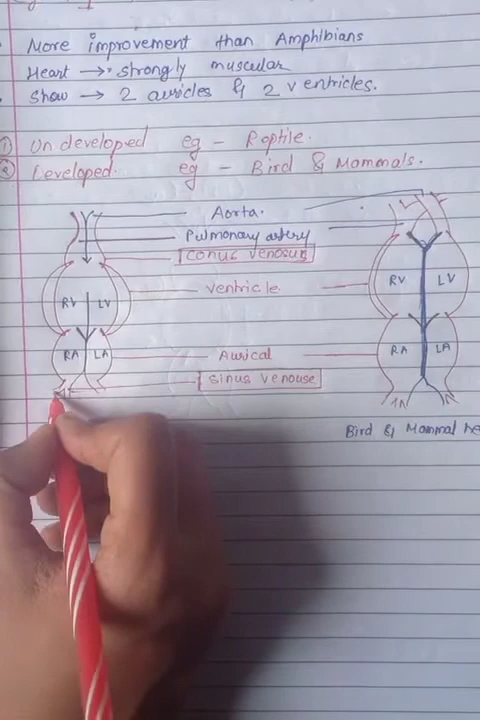 More improvement than Amphibians
Heart → strongly muscular
Show → 2 auricles & 2 ventricles.
① Undeveloped eg - Reptile.
② Developed. eg - Bird & Mammals.
Aorta.
Pulmonary artery
Conus venosus
Ventricle.
RV LV
RV LV
RA LA
Aurical
RA LA
sinus venouse
Bird & Mammal he